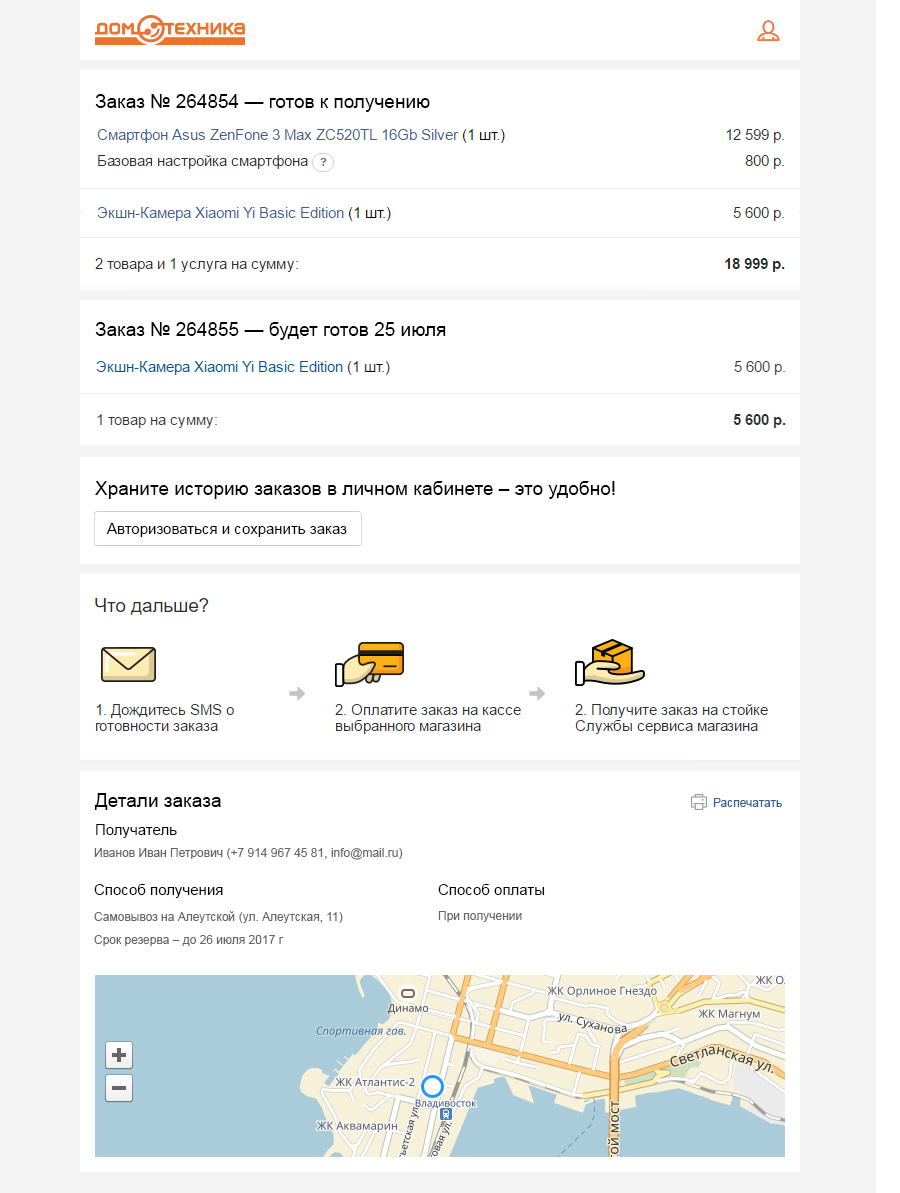 ДОМОТЕХНИКА
Заказ № 264854 — готов к получению
Смартфон Asus ZenFone 3 Max ZC520TL 16Gb Silver (1 шт.) 12 599 р.
Базовая настройка смартфона ? 800 р.
Экшн-Камера Xiaomi Yi Basic Edition (1 шт.) 5 600 р.
2 товара и 1 услуга на сумму: 18 999 р.
Заказ № 264855 — будет готов 25 июля
Экшн-Камера Xiaomi Yi Basic Edition (1 шт.) 5 600 р.
1 товар на сумму: 5 600 р.
Храните историю заказов в личном кабинете – это удобно!
Авторизоваться и сохранить заказ
Что дальше?
1. Дождитесь SMS о
готовности заказа
2. Оплатите заказ на кассе
выбранного магазина
2. Получите заказ на стойке
Службы сервиса магазина
Детали заказа
Распечатать
Получатель
Иванов Иван Петрович (+7 914 967 45 81, info@mail.ru)
Способ получения
Самовывоз на Алеутской (ул. Алеутская, 11)
Срок резерва – до 26 июля 2017 г
Способ оплаты
При получении
ЖК О.
ЖК Орлиное Гнездо
Динамо
ЖК Магнум
ул. Суханова
Спортивная гав.
Светланская ул.
ЖК Атлантис-2
Владивосток
ЖК Аквамарин
ьетская ул.
овая ул.
той мост